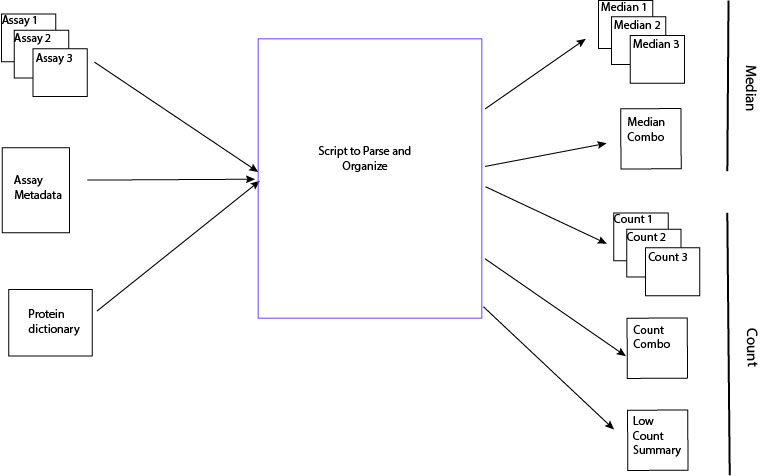 Assay 1
Assay 2
Assay 3
Assay
Metadata
Protein
dictionary
Script to Parse and
Organize
Median 1
Median 2
Median 3
Median
Combo
Median
Count 1
Count 2
Count 3
Count
Combo
Low
Count
Summary
Count